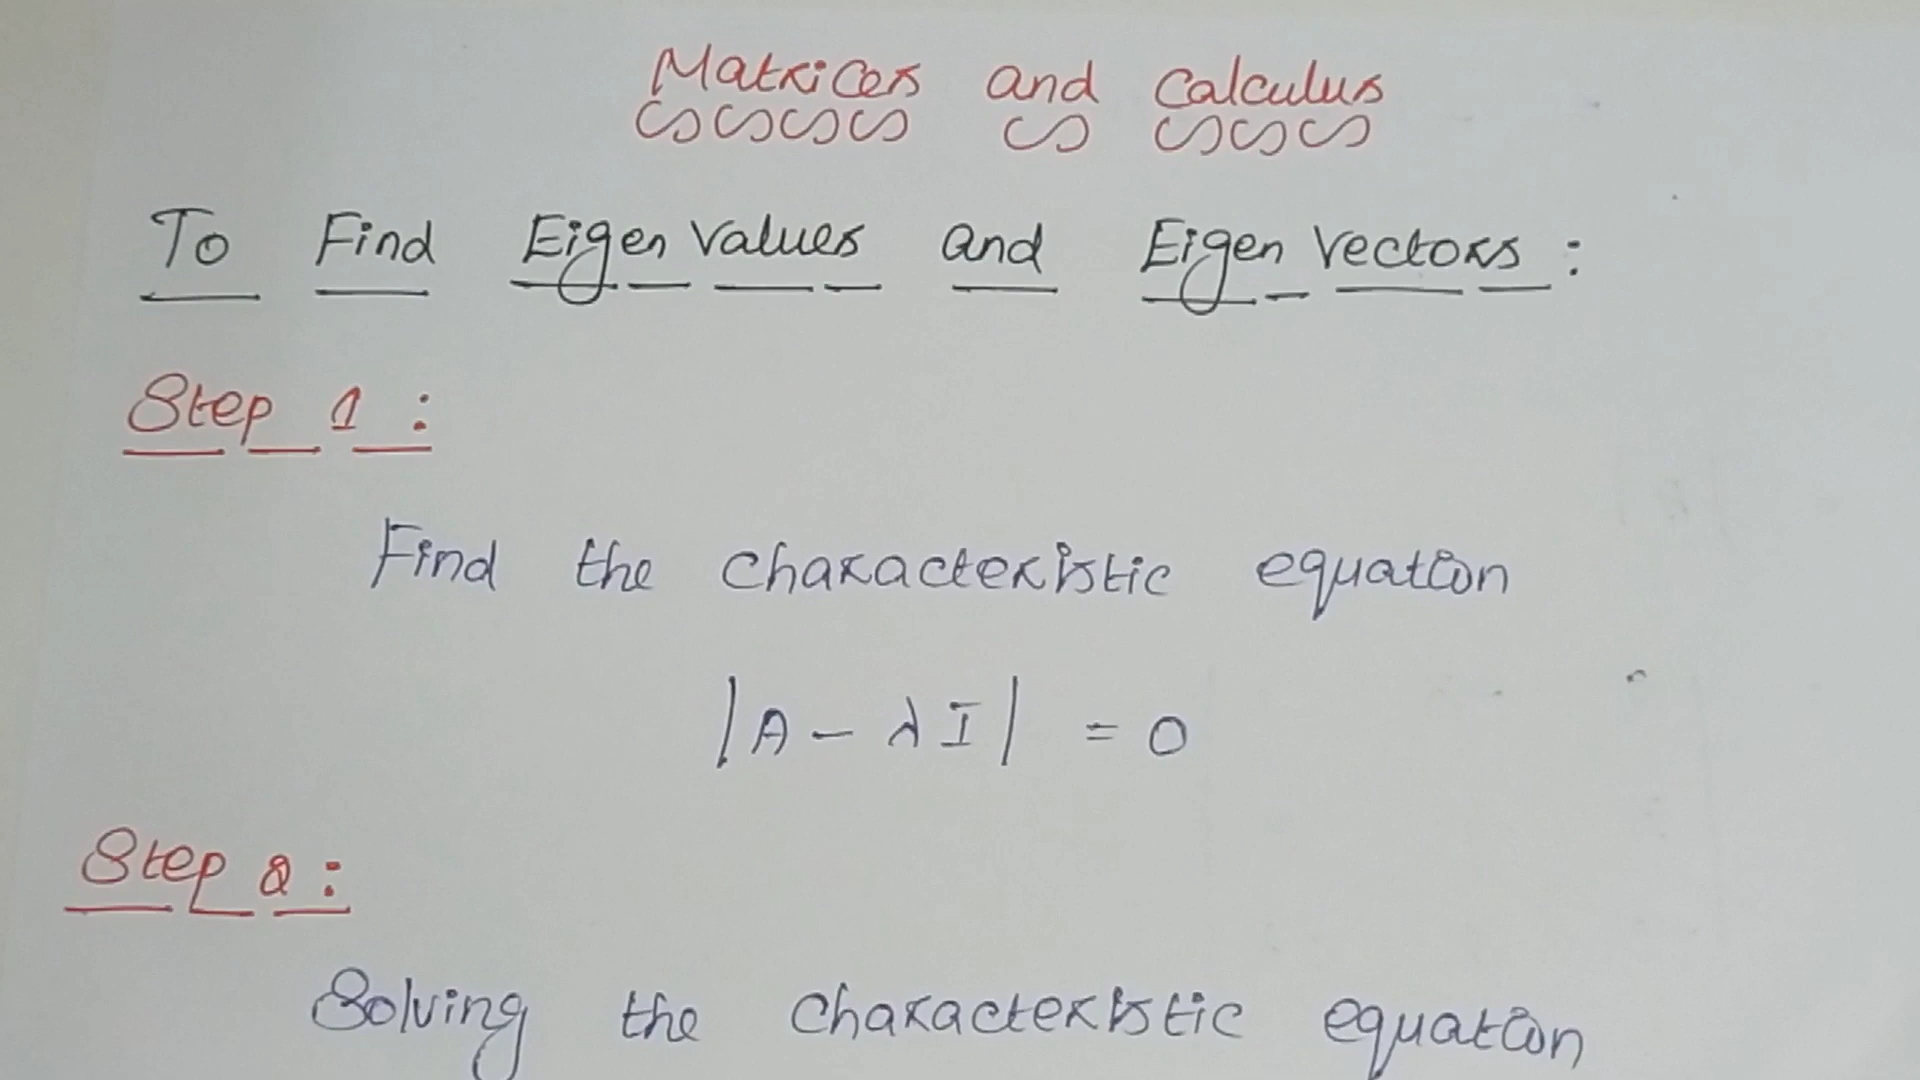 Matrices and Calculus
To Find Eigen Values and Eigen Vectors :
Step 1 :
Find the characteristic equation
|A - λI| = 0
Step 2 :
Solving the characteristic equation